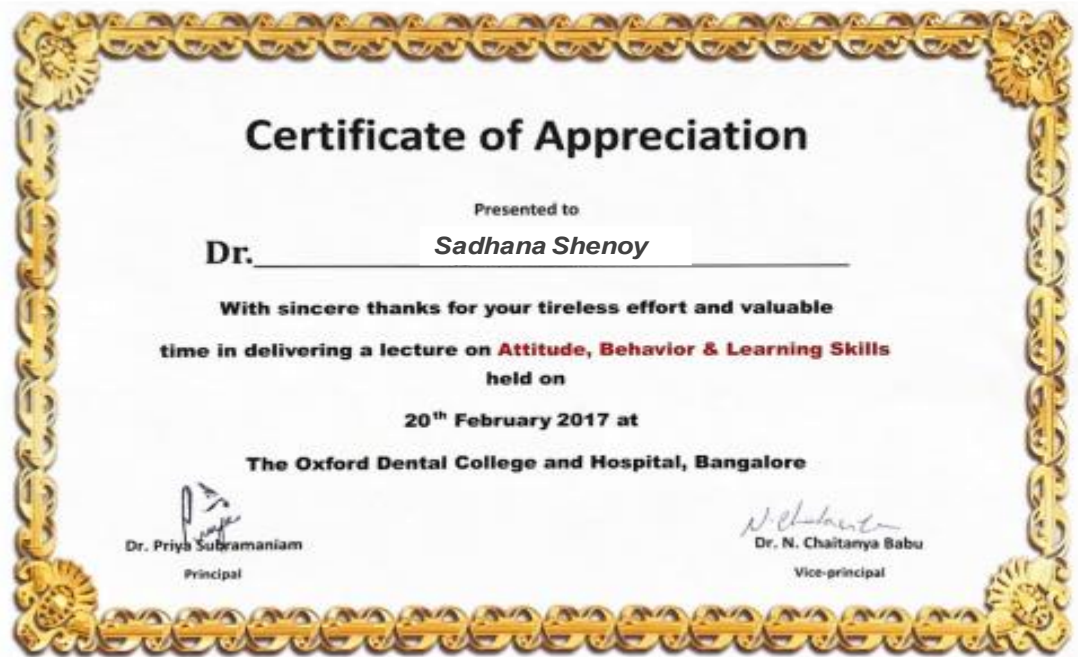 Certificate of Appreciation
Presented to
Dr. Sadhana Shenoy
With sincere thanks for your tireless effort and valuable
time in delivering a lecture on Attitude, Behavior & Learning Skills
held on
20th February 2017 at
The Oxford Dental College and Hospital, Bangalore
Dr. Priya Subramaniam
Dr. N. Chaitanya Babu
Principal
Vice-principal